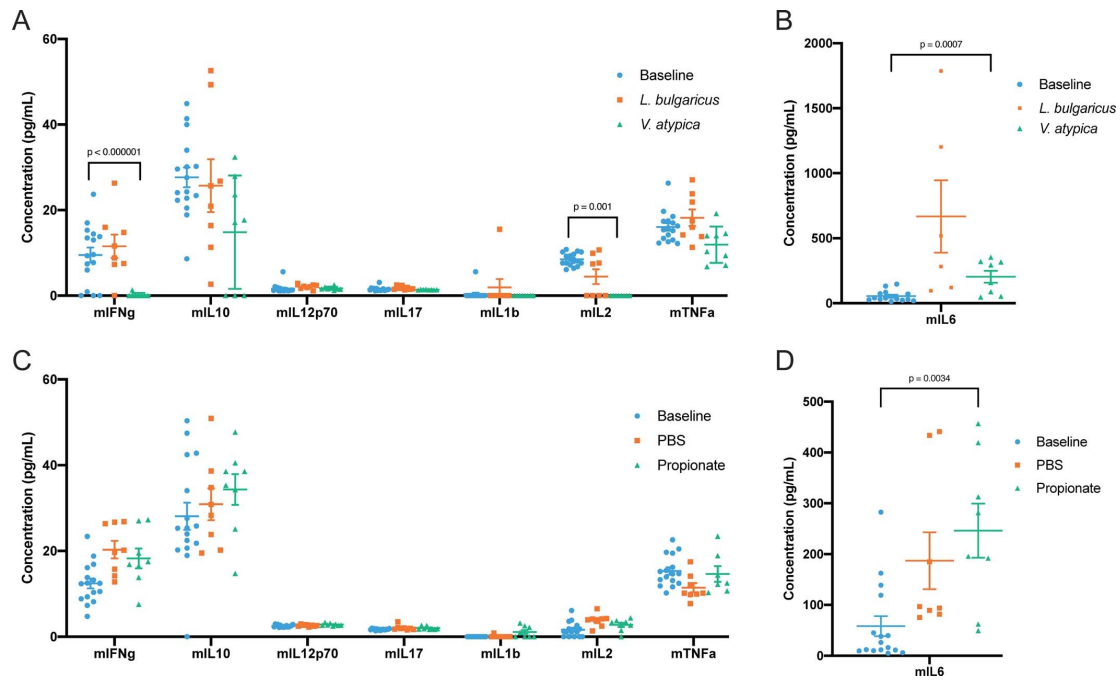 A
60
40
20
0
Concentration (pg/mL)
p < 0.000001
p = 0.001
Baseline
L. bulgaricus
V. atypica
mIFNg mIL10 mIL12p70 mIL17 mIL1b mIL2 mTNFa
B
2000
1500
1000
500
0
Concentration (pg/mL)
p = 0.0007
Baseline
L. bulgaricus
V. atypica
mIL6
C
60
40
20
0
Concentration (pg/mL)
Baseline
PBS
Propionate
mIFNg mIL10 mIL12p70 mIL17 mIL1b mIL2 mTNFa
D
500
400
300
200
100
0
Concentration (pg/mL)
p = 0.0034
Baseline
PBS
Propionate
mIL6